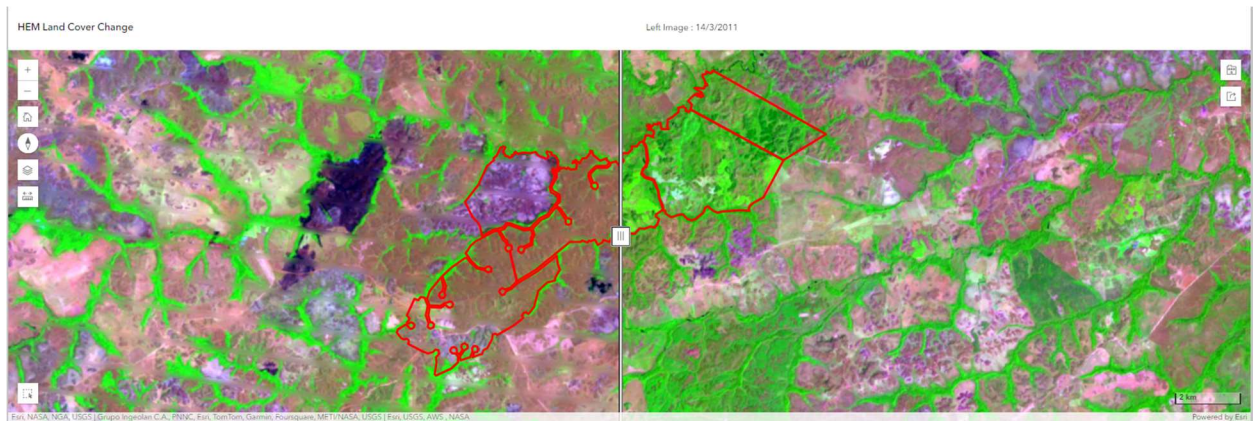 HEM Land Cover Change
Left Image : 14/3/2011
2 km
Esri, NASA, NGA, USGS | Grupo Ingeolan C.A., PNNC, Esri, TomTom, Garmin, Foursquare, METI/NASA, USGS | Esri, USGS, AWS , NASA
Powered by Esri